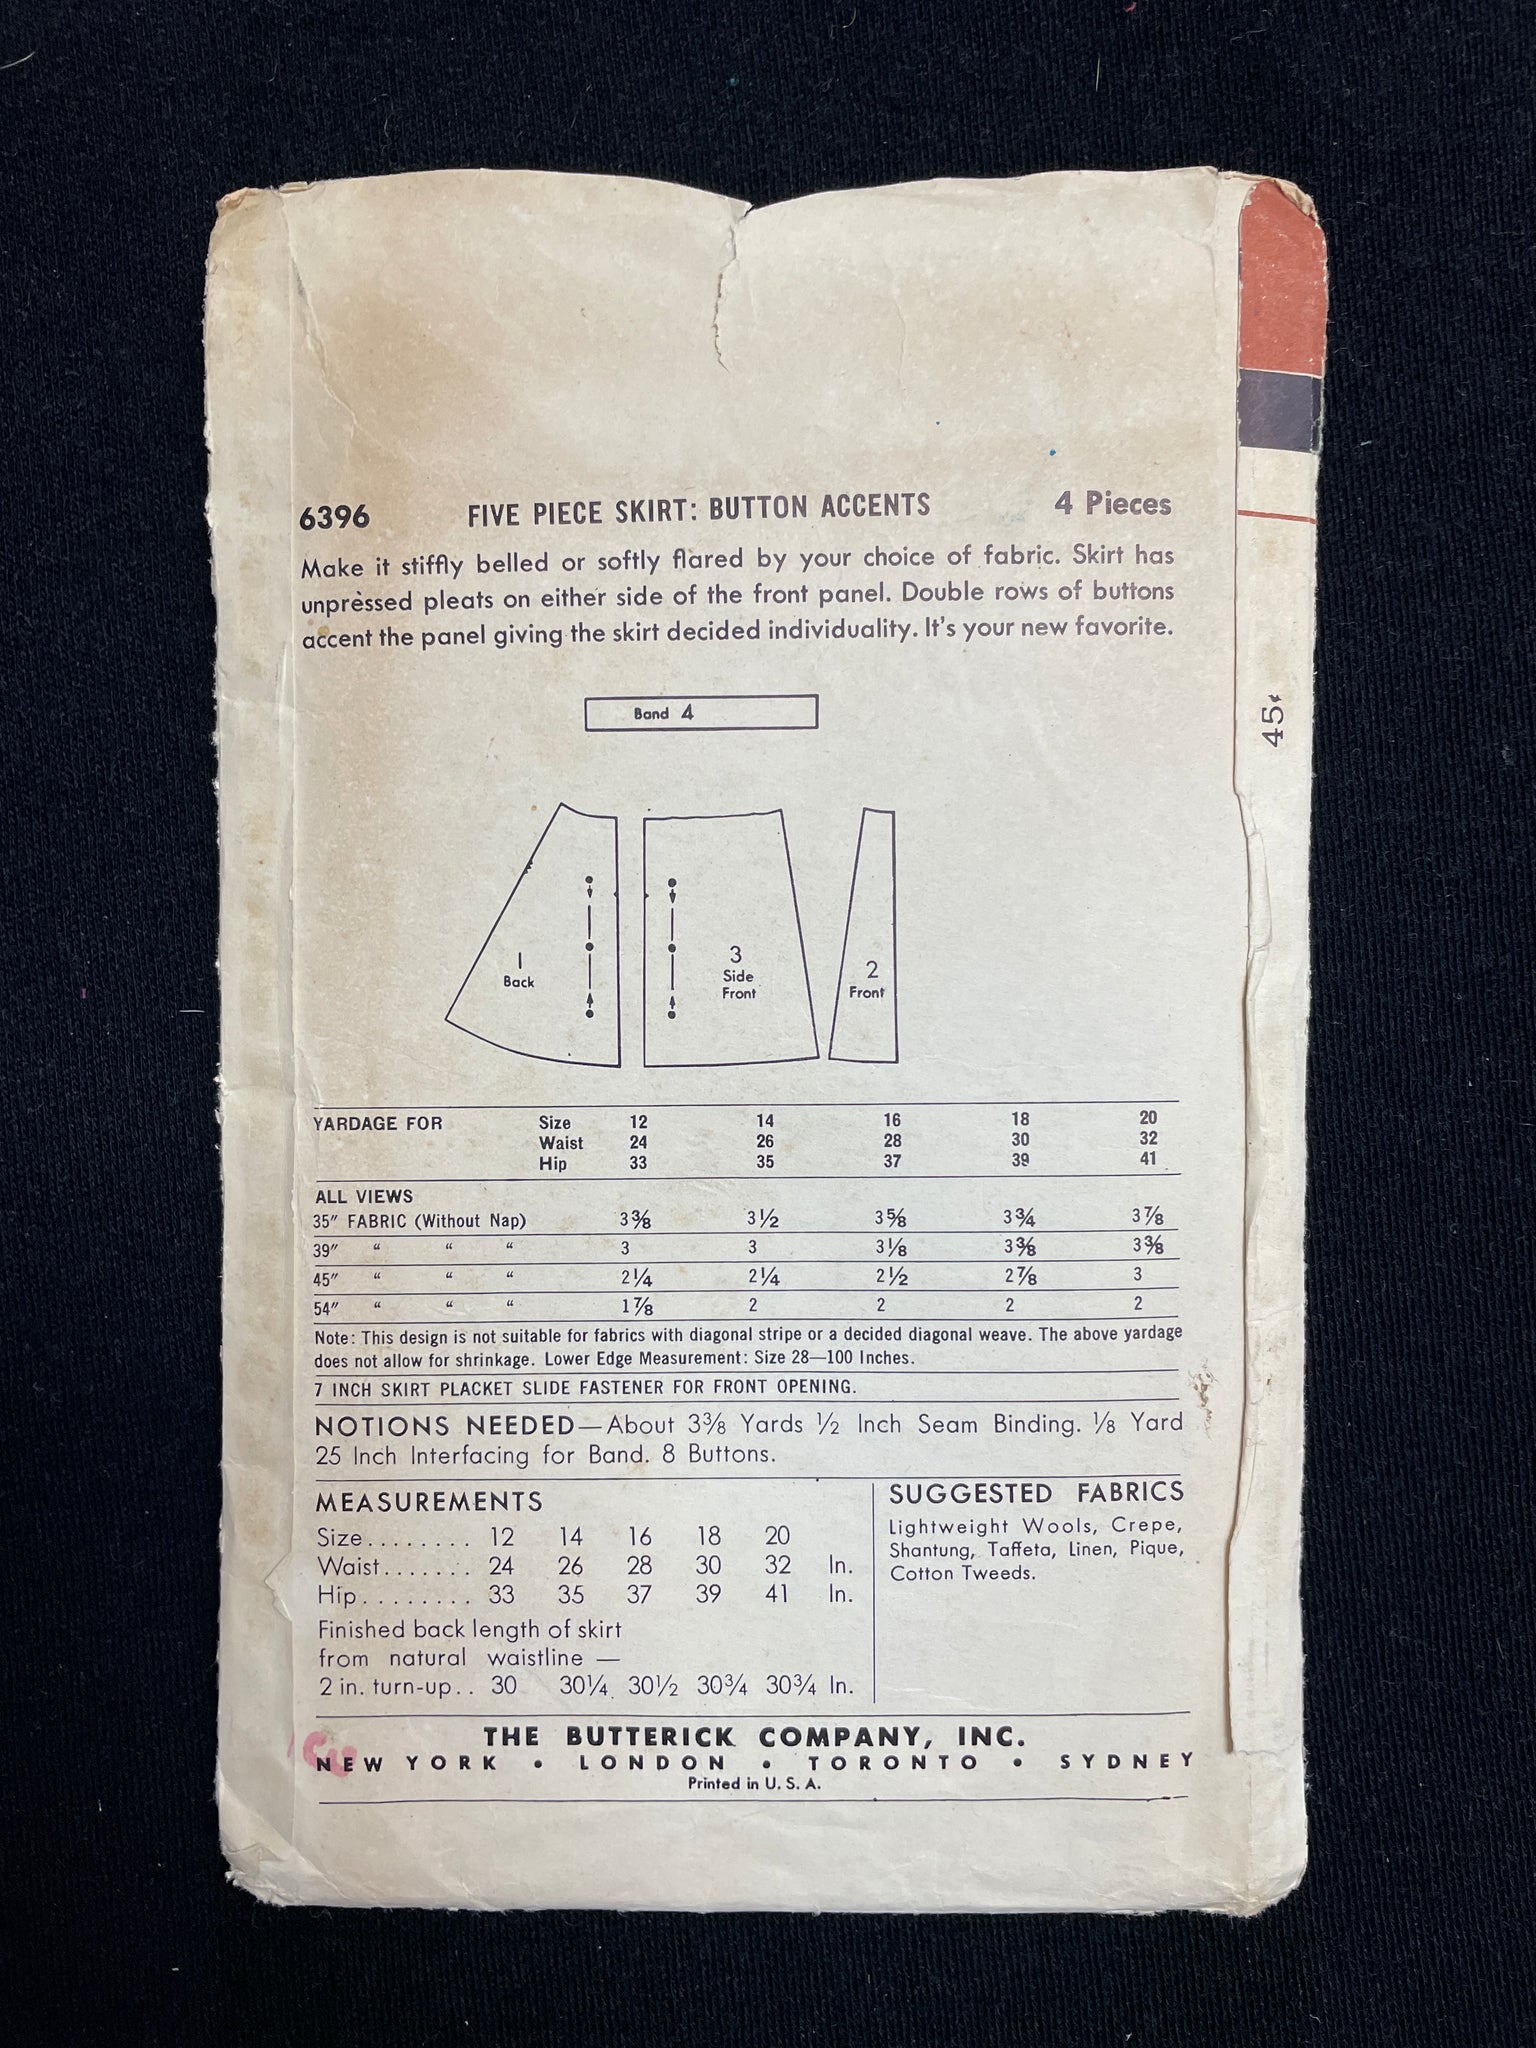 6396 FIVE PIECE SKIRT: BUTTON ACCENTS 4 Pieces
Make it stiffly belled or softly flared by your choice of fabric. Skirt has
unpressed pleats on either side of the front panel. Double rows of buttons
accent the panel giving the skirt decided individuality. It's your new favorite.
45¢
Band 4
1
Back
3
Side
Front
2
Front
YARDAGE FOR Size 12 14 16 18 20
Waist 24 26 28 30 32
Hip 33 35 37 39 41
ALL VIEWS
35" FABRIC (Without Nap) 3⅜ 3½ 3⅝ 3¾ 3⅞
39" " " " 3 3 3⅛ 3⅜ 3⅜
45" " " " 2¼ 2¼ 2½ 2⅞ 3
54" " " " 1⅞ 2 2 2 2
Note: This design is not suitable for fabrics with diagonal stripe or a decided diagonal weave. The above yardage
does not allow for shrinkage. Lower Edge Measurement: Size 28—100 Inches.
7 INCH SKIRT PLACKET SLIDE FASTENER FOR FRONT OPENING.
NOTIONS NEEDED—About 3⅜ Yards ½ Inch Seam Binding. ⅛ Yard
25 Inch Interfacing for Band. 8 Buttons.
MEASUREMENTS
Size........ 12 14 16 18 20
Waist....... 24 26 28 30 32 In.
Hip........ 33 35 37 39 41 In.
Finished back length of skirt
from natural waistline —
2 in. turn-up.. 30 30¼ 30½ 30¾ 30¾ In.
SUGGESTED FABRICS
Lightweight Wools, Crepe,
Shantung, Taffeta, Linen, Pique,
Cotton Tweeds.
THE BUTTERICK COMPANY, INC.
NEW YORK • LONDON • TORONTO • SYDNEY
Printed in U. S. A.